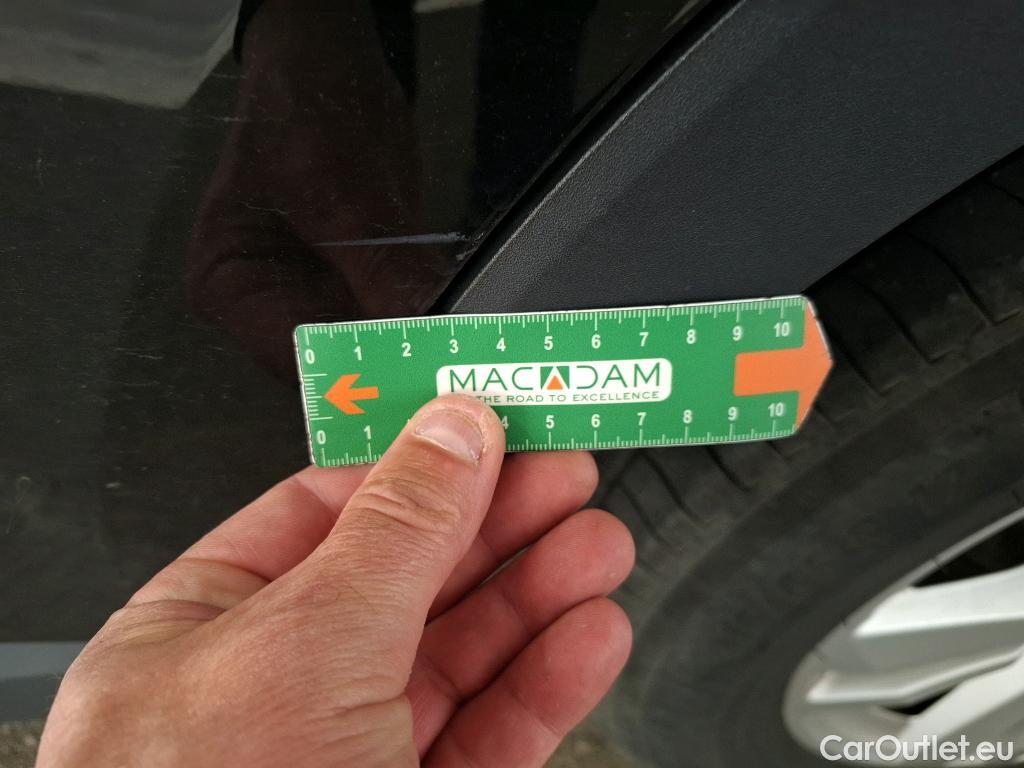 0 1 2 3 4 5 6 7 8 9 10
MACADAM
THE ROAD TO EXCELLENCE
0 1 4 5 6 7 8 9 10
CarOutlet.eu